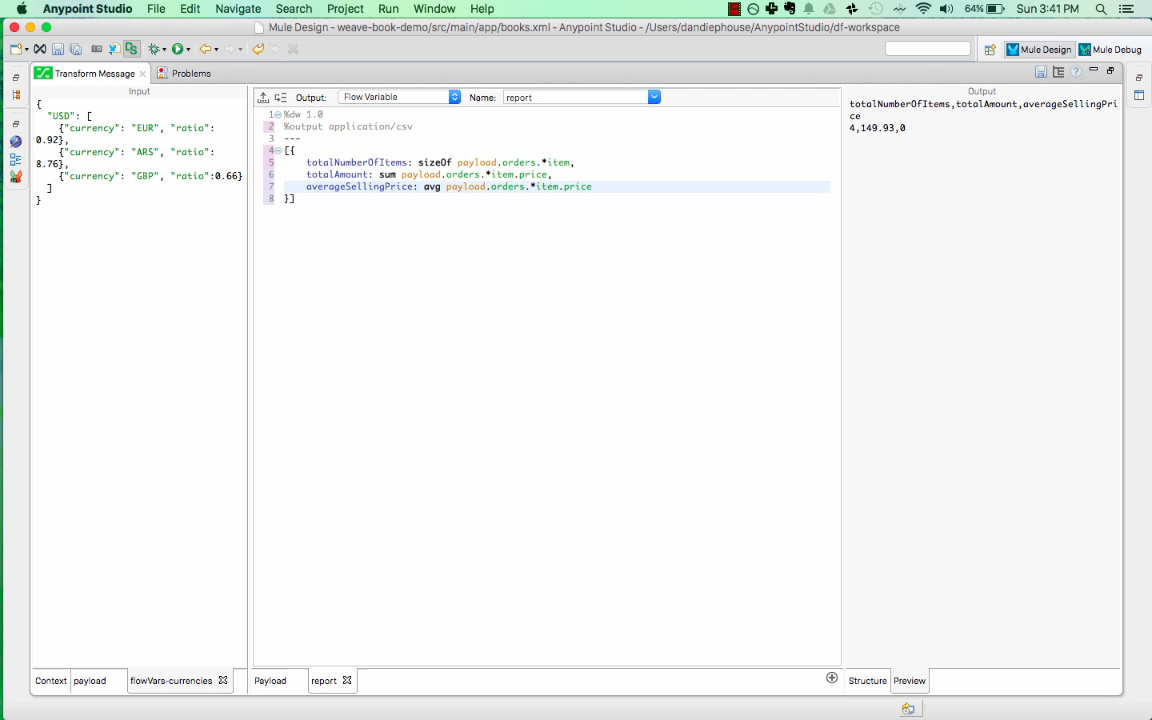 Anypoint Studio File Edit Navigate Search Project Run Window Help 64% Sun 3:41 PM
Mule Design - weave-book-demo/src/main/app/books.xml - Anypoint Studio - /Users/dandiephouse/AnypointStudio/df-workspace
Mule Design Mule Debug
Transform Message Problems
Input
{
"USD": [
{"currency": "EUR", "ratio":
0.92},
{"currency": "ARS", "ratio":
8.76},
{"currency": "GBP", "ratio":0.66}
]
}
Output: Flow Variable Name: report
1 %dw 1.0
2 %output application/csv
3 ---
4 [{
5 totalNumberOfItems: sizeOf payload.orders.*item,
6 totalAmount: sum payload.orders.*item.price,
7 averageSellingPrice: avg payload.orders.*item.price
8 }]
Output
totalNumberOfItems,totalAmount,averageSellingPri
ce
4,149.93,0
Context payload flowVars-currencies
Payload report
Structure Preview